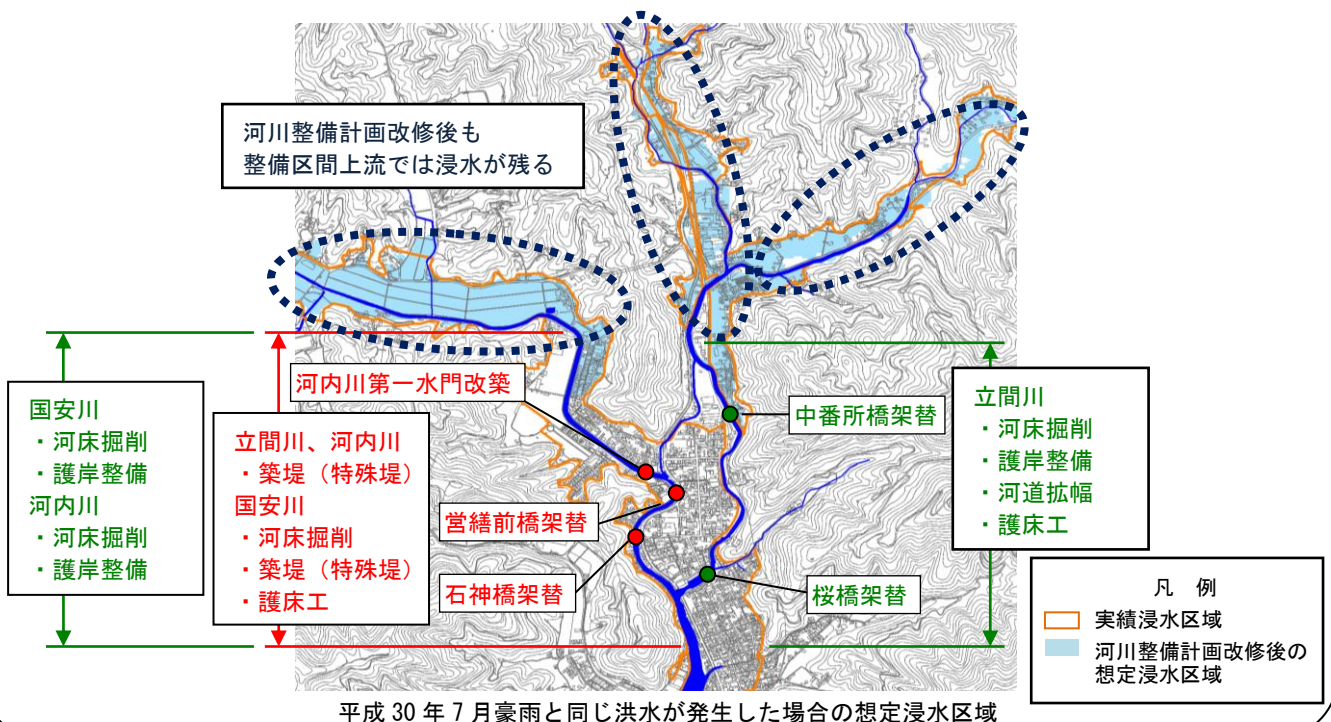 河川整備計画改修後も
整備区間上流では浸水が残る
国安川
・河床掘削
・護岸整備
河内川
・河床掘削
・護岸整備
立間川、河内川
・築堤（特殊堤）
国安川
・河床掘削
・築堤（特殊堤）
・護床工
河内川第一水門改築
営繕前橋架替
石神橋架替
中番所橋架替
桜橋架替
立間川
・河床掘削
・護岸整備
・河道拡幅
・護床工
凡 例
実績浸水区域
河川整備計画改修後の
想定浸水区域
平成 30 年 7 月豪雨と同じ洪水が発生した場合の想定浸水区域